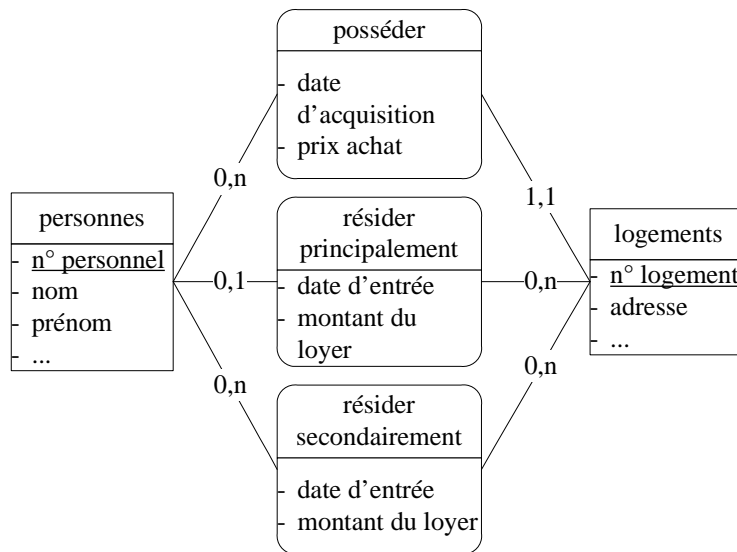 posséder
- date
d'acquisition
- prix achat
0,n
1,1
personnes
- n° personnel
- nom
- prénom
- ...
0,1
résider
principalement
- date d'entrée
- montant du
loyer
0,n
logements
- n° logement
- adresse
- ...
0,n
0,n
résider
secondairement
- date d'entrée
- montant du loyer